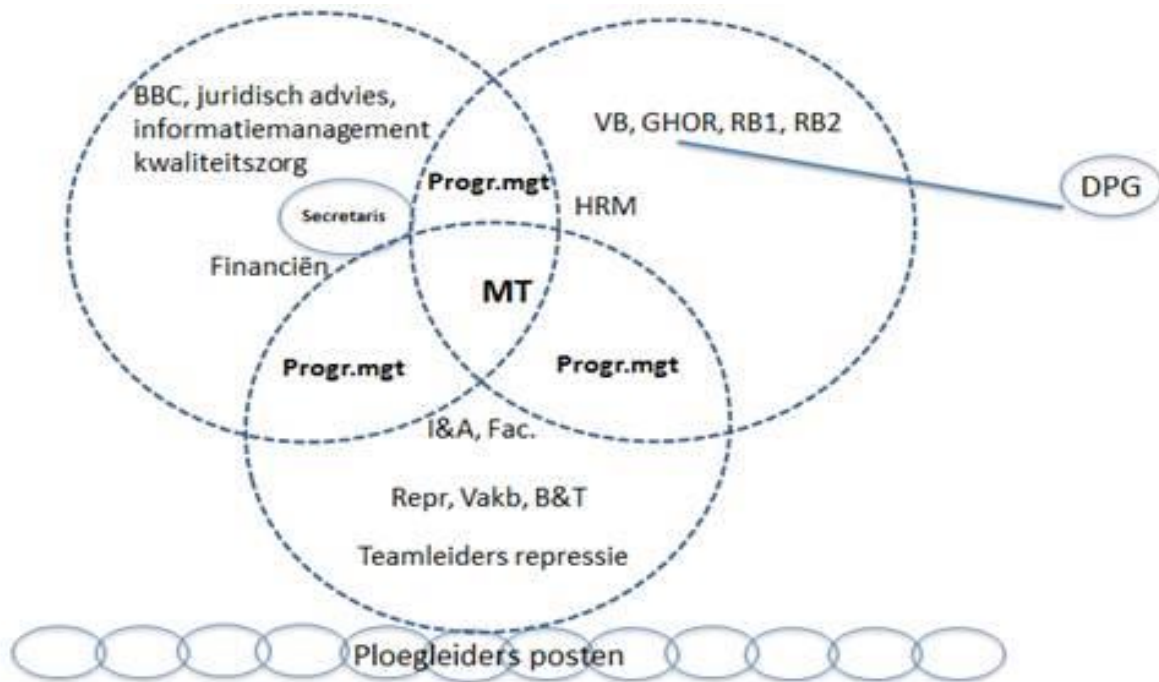 BBC, juridisch advies,
informatiemanagement
kwaliteitszorg
VB, GHOR, RB1, RB2
DPG
Progr.mgt
Secretaris
HRM
Financiën
MT
Progr.mgt
Progr.mgt
I&A, Fac.
Repr, Vakb, B&T
Teamleiders repressie
Ploegleiders posten